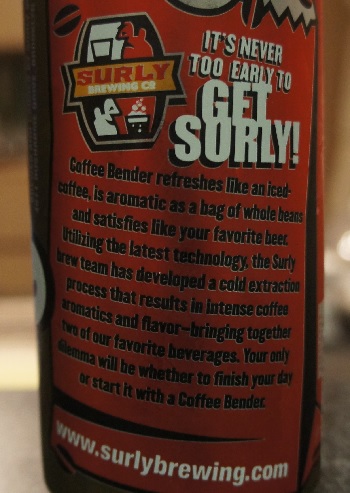 SURLY
BREWING CO
IT'S NEVER
TOO EARLY TO
GET
SURLY!
Coffee Bender refreshes like an iced-
coffee, is aromatic as a bag of whole beans
and satisfies like your favorite beer.
Utilizing the latest technology, the Surly
brew team has developed a cold extraction
process that results in intense coffee
aromatics and flavor–bringing together
two of our favorite beverages. Your only
dilemma will be whether to finish your day
or start it with a Coffee Bender.
www.surlybrewing.com